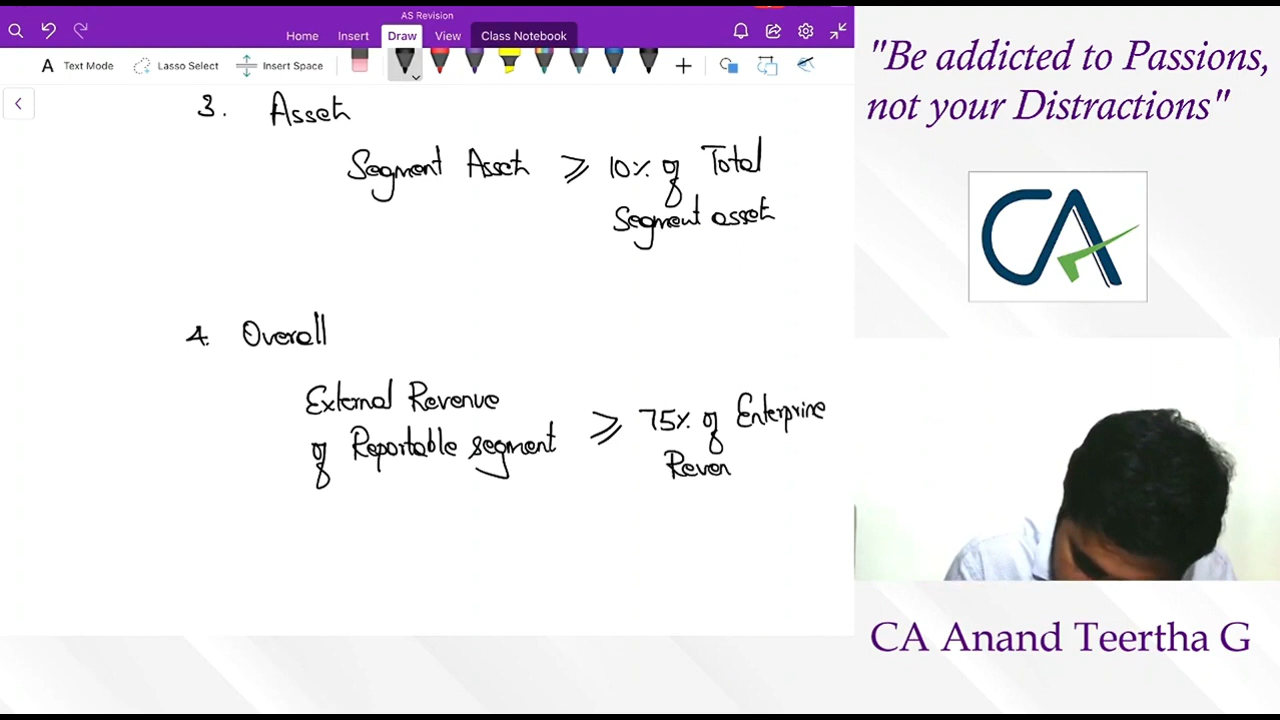 AS Revision
Home Insert Draw View Class Notebook
A Text Mode Lasso Select Insert Space
3. Asset
Segment Asset ⩾ 10% of Total
Segment asset
4. Overall
External Revenue
of Reportable segment ⩾ 75% of Enterprise
Reven
"Be addicted to Passions,
not your Distractions"
CA
CA Anand Teertha G